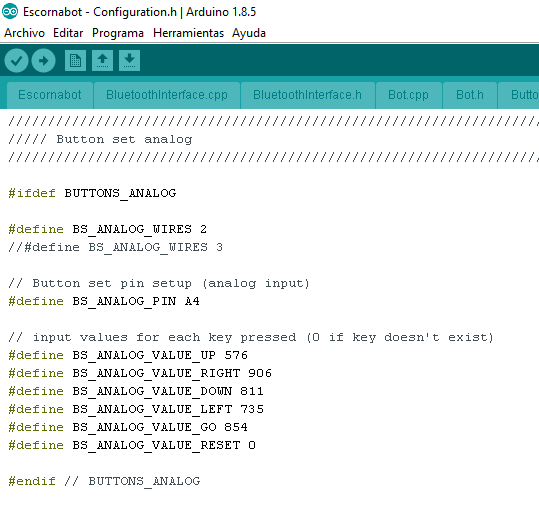 Escornabot - Configuration.h | Arduino 1.8.5
Archivo Editar Programa Herramientas Ayuda
Escornabot BluetoothInterface.cpp BluetoothInterface.h Bot.cpp Bot.h Butto
////////////////////////////////////////////////////////////////////
///// Button set analog
////////////////////////////////////////////////////////////////////
#ifdef BUTTONS_ANALOG
#define BS_ANALOG_WIRES 2
//#define BS_ANALOG_WIRES 3
// Button set pin setup (analog input)
#define BS_ANALOG_PIN A4
// input values for each key pressed (0 if key doesn't exist)
#define BS_ANALOG_VALUE_UP 576
#define BS_ANALOG_VALUE_RIGHT 906
#define BS_ANALOG_VALUE_DOWN 811
#define BS_ANALOG_VALUE_LEFT 735
#define BS_ANALOG_VALUE_GO 854
#define BS_ANALOG_VALUE_RESET 0
#endif // BUTTONS_ANALOG